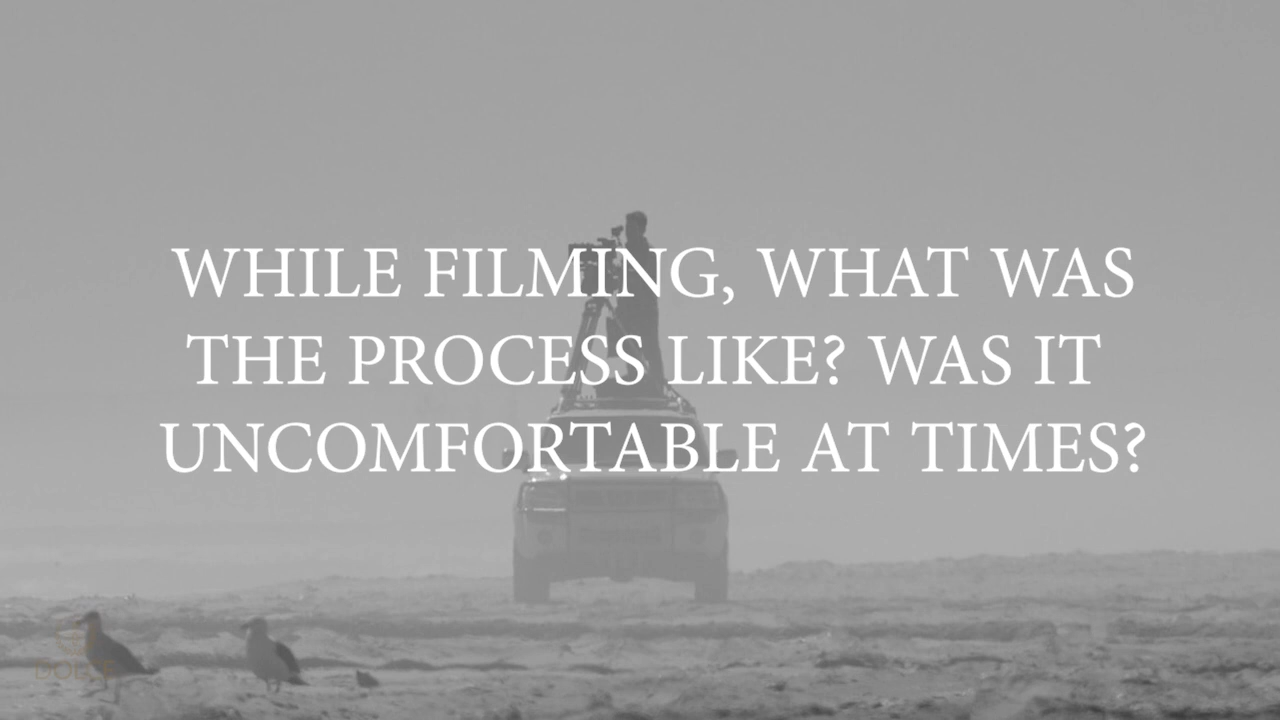 WHILE FILMING, WHAT WAS
THE PROCESS LIKE? WAS IT
UNCOMFORTABLE AT TIMES?